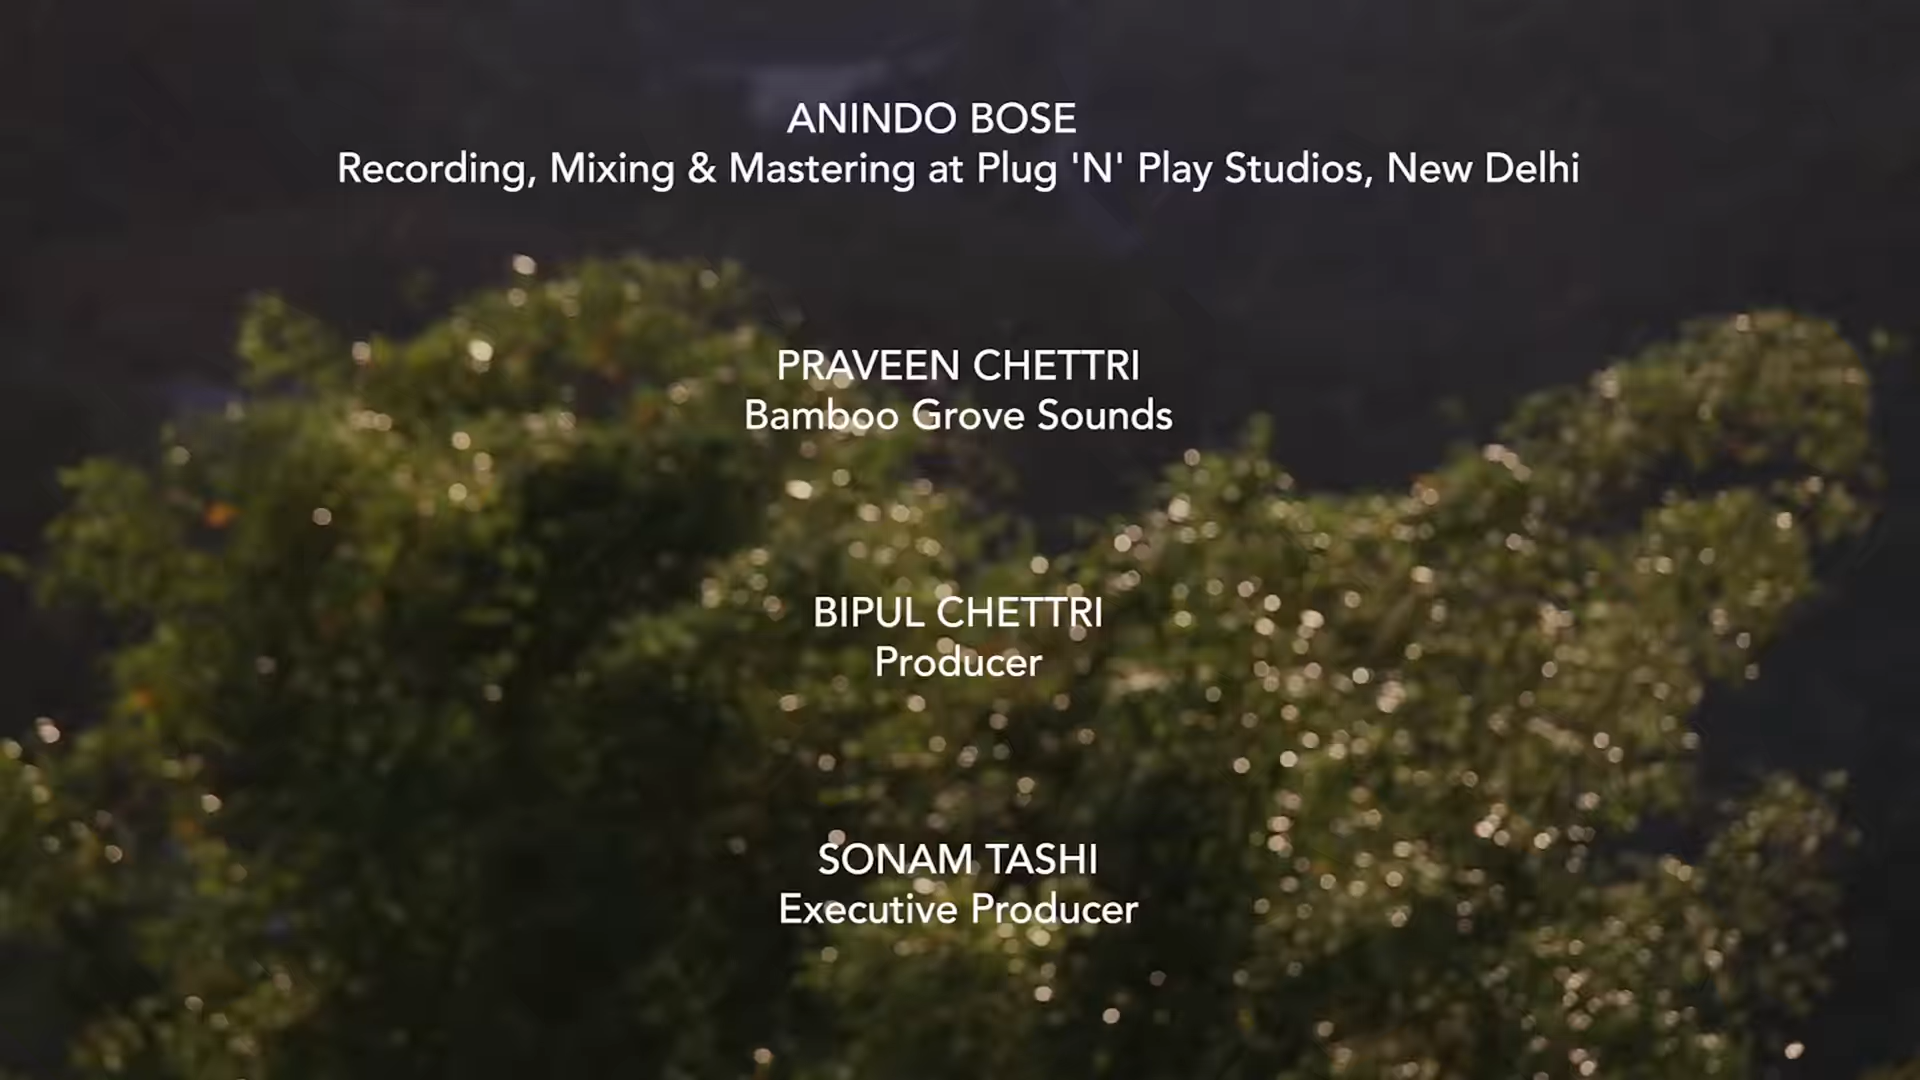 ANINDO BOSE
Recording, Mixing & Mastering at Plug 'N' Play Studios, New Delhi
PRAVEEN CHETTRI
Bamboo Grove Sounds
BIPUL CHETTRI
Producer
SONAM TASHI
Executive Producer